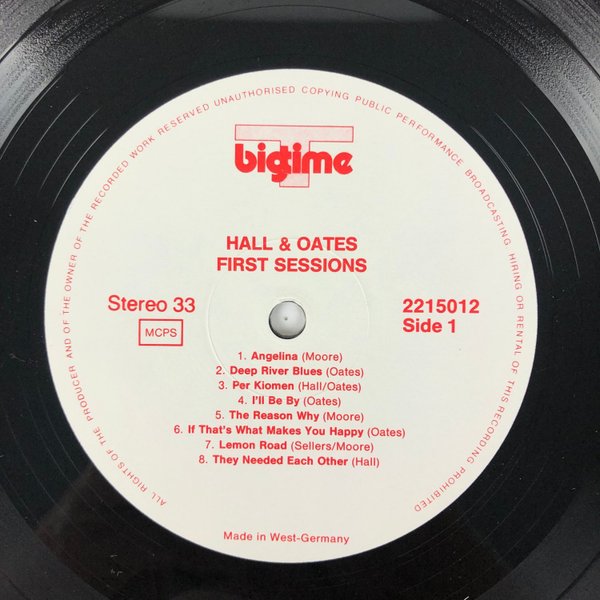 ALL RIGHTS OF THE PRODUCER AND OF THE OWNER OF THE RECORDED WORK RESERVED UNAUTHORISED COPYING PUBLIC PERFORMANCE BROADCASTING HIRING OR RENTAL OF THIS RECORDING PROHIBITED
T
bigtime
HALL & OATES
FIRST SESSIONS
Stereo 33
MCPS
2215012
Side 1
1. Angelina (Moore)
2. Deep River Blues (Oates)
3. Per Kiomen (Hall/Oates)
4. I'll Be By (Oates)
5. The Reason Why (Moore)
6. If That's What Makes You Happy (Oates)
7. Lemon Road (Sellers/Moore)
8. They Needed Each Other (Hall)
Made in West-Germany